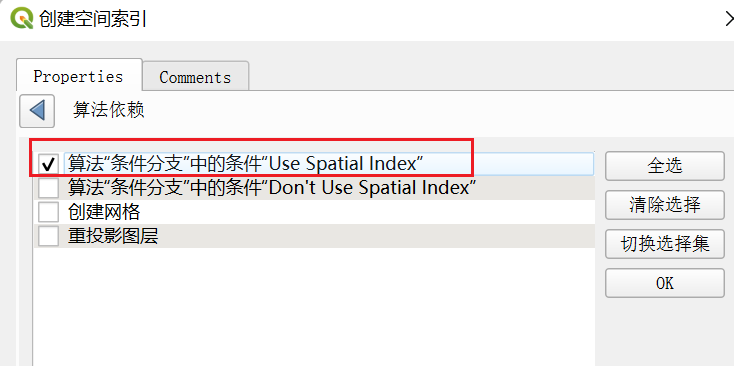 创建空间索引
Properties
Comments
算法依赖
算法“条件分支”中的条件“Use Spatial Index”
算法“条件分支”中的条件“Don't Use Spatial Index”
创建网格
重投影图层
全选
清除选择
切换选择集
OK